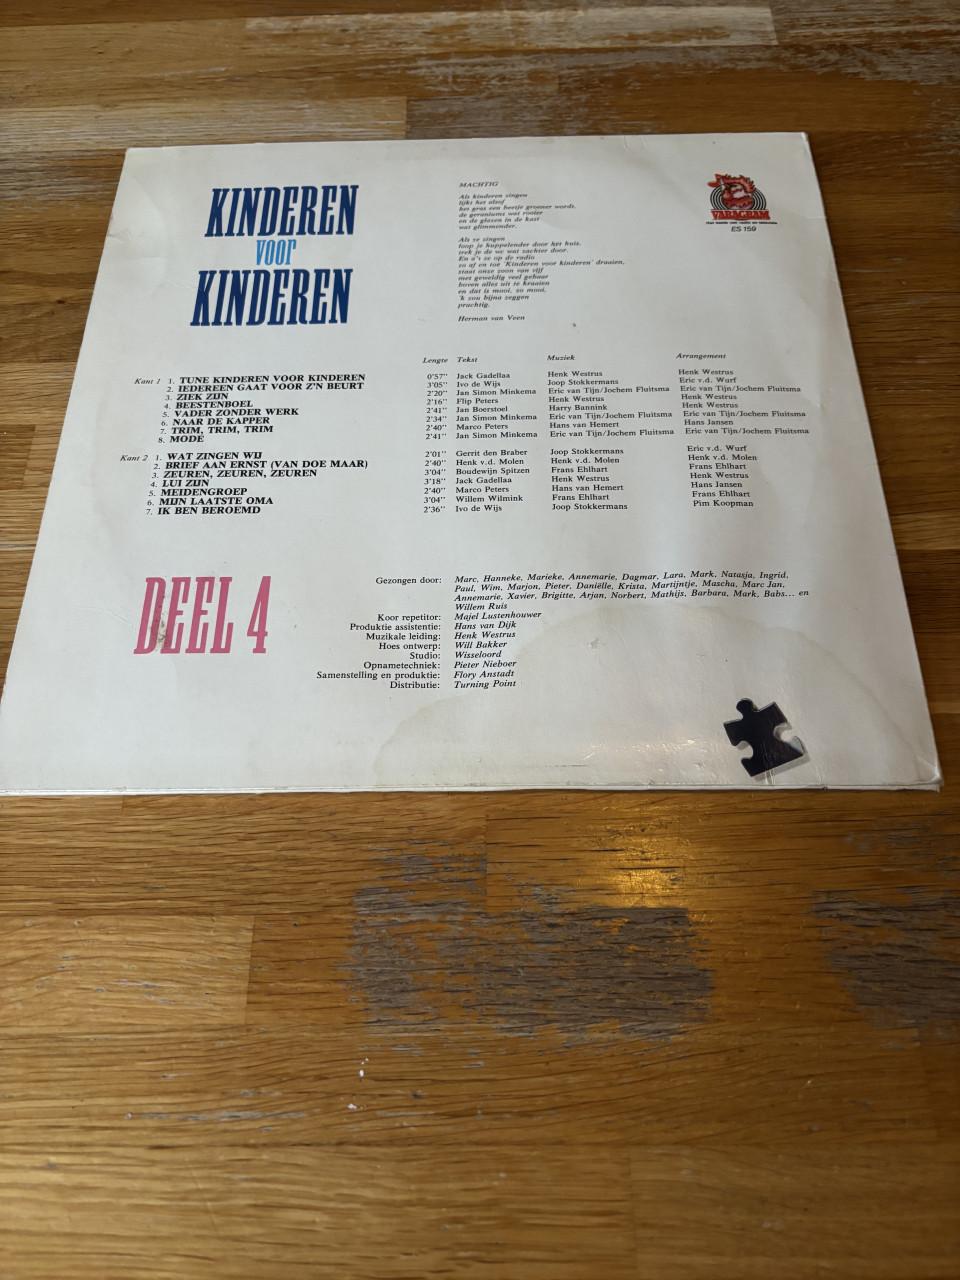 KINDEREN
VOOR
KINDEREN
MACHTIG
Als kinderen zingen
lijkt het alsof
het gras een beetje groener wordt,
de geraniums wat rooier
en de glazen in de kast
wat glimmender.
Als ze zingen
loop je huppelender door het huis,
trek je de wc wat zachter door.
En a's ze op de radio
zo af en toe 'Kinderen voor kinderen' draaien,
staat onze zoon van vijf
met geweldig veel gebaar
boven alles uit te kraaien
en dat is mooi, zo mooi,
'k zou bijna zeggen
prachtig.
Herman van Veen
VARAGRAM
ES 159
Lengte Tekst Muziek Arrangement
Kant 1 1. TUNE KINDEREN VOOR KINDEREN 0'57" Jack Gadellaa Henk Westrus Henk Westrus
2. IEDEREEN GAAT VOOR Z'N BEURT 3'05" Ivo de Wijs Joop Stokkermans Eric v.d. Wurf
3. ZIEK ZIJN 2'20" Jan Simon Minkema Eric van Tijn/Jochem Fluitsma Eric van Tijn/Jochem Fluitsma
4. BEESTENBOEL 2'16" Flip Peters Henk Westrus Henk Westrus
5. VADER ZONDER WERK 2'41" Jan Boerstoel Harry Bannink Henk Westrus
6. NAAR DE KAPPER 2'34" Jan Simon Minkema Eric van Tijn/Jochem Fluitsma Eric van Tijn/Jochem Fluitsma
7. TRIM, TRIM, TRIM 2'40" Marco Peters Hans van Hemert Hans Jansen
8. MODE 2'41" Jan Simon Minkema Eric van Tijn/Jochem Fluitsma Eric van Tijn/Jochem Fluitsma
Kant 2 1. WAT ZINGEN WIJ 2'01" Gerrit den Braber Joop Stokkermans Eric v.d. Wurf
2. BRIEF AAN ERNST (VAN DOE MAAR) 2'40" Henk v.d. Molen Henk v.d. Molen Henk v.d. Molen
3. ZEUREN, ZEUREN, ZEUREN 3'04" Boudewijn Spitzen Frans Ehlhart Frans Ehlhart
4. LUI ZIJN 3'18" Jack Gadellaa Henk Westrus Henk Westrus
5. MEIDENGROEP 2'40" Marco Peters Hans van Hemert Hans Jansen
6. MIJN LAATSTE OMA 3'04" Willem Wilmink Frans Ehlhart Frans Ehlhart
7. IK BEN BEROEMD 2'36" Ivo de Wijs Joop Stokkermans Pim Koopman
DEEL 4
Gezongen door: Marc, Hanneke, Marieke, Annemarie, Dagmar, Lara, Mark, Natasja, Ingrid,
Paul, Wim, Marjon, Pieter, Daniëlle, Krista, Martijntje, Mascha, Marc Jan,
Annemarie, Xavier, Brigitte, Arjan, Norbert, Mathijs, Barbara, Mark, Babs... en
Willem Ruis
Koor repetitor: Majel Lustenhouwer
Produktie assistentie: Hans van Dijk
Muzikale leiding: Henk Westrus
Hoes ontwerp: Will Bakker
Studio: Wisseloord
Opnametechniek: Pieter Nieboer
Samenstelling en produktie: Flory Anstadt
Distributie: Turning Point